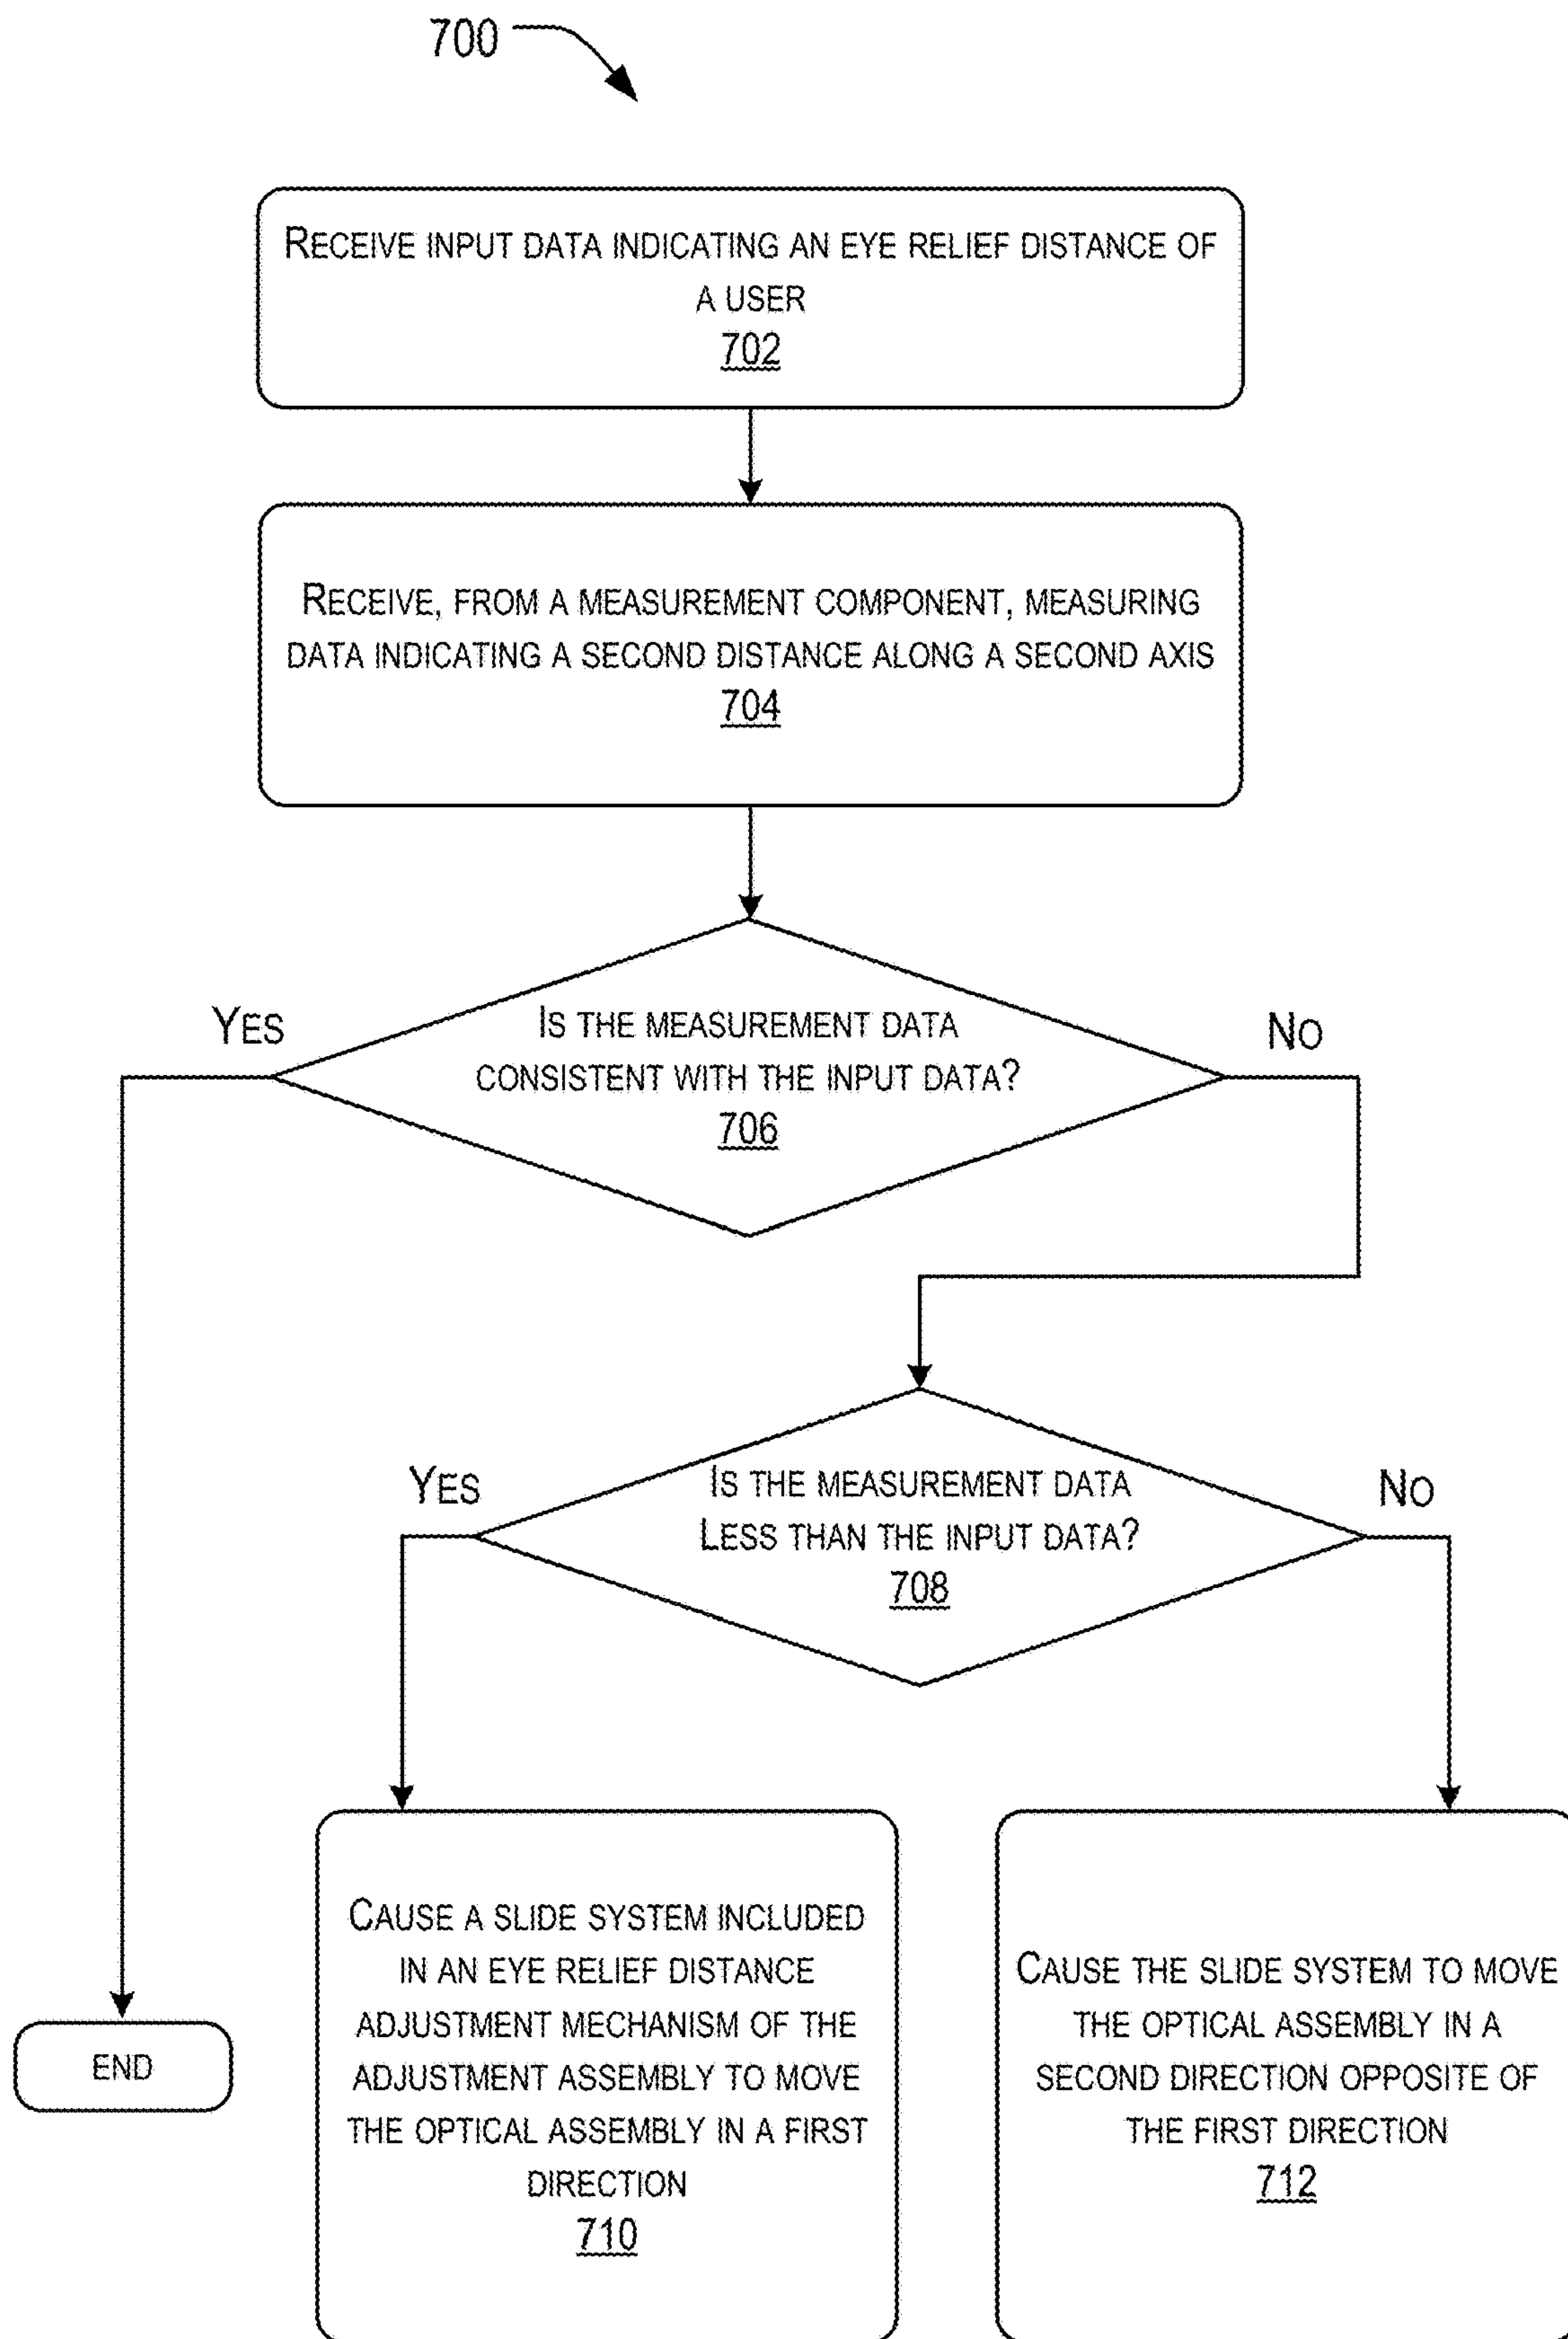 700
RECEIVE INPUT DATA INDICATING AN EYE RELIEF DISTANCE OF
A USER
702
RECEIVE, FROM A MEASUREMENT COMPONENT, MEASURING
DATA INDICATING A SECOND DISTANCE ALONG A SECOND AXIS
704
YES
IS THE MEASUREMENT DATA
CONSISTENT WITH THE INPUT DATA?
706
NO
YES
IS THE MEASUREMENT DATA
LESS THAN THE INPUT DATA?
708
NO
END
CAUSE A SLIDE SYSTEM INCLUDED
IN AN EYE RELIEF DISTANCE
ADJUSTMENT MECHANISM OF THE
ADJUSTMENT ASSEMBLY TO MOVE
THE OPTICAL ASSEMBLY IN A FIRST
DIRECTION
710
CAUSE THE SLIDE SYSTEM TO MOVE
THE OPTICAL ASSEMBLY IN A
SECOND DIRECTION OPPOSITE OF
THE FIRST DIRECTION
712